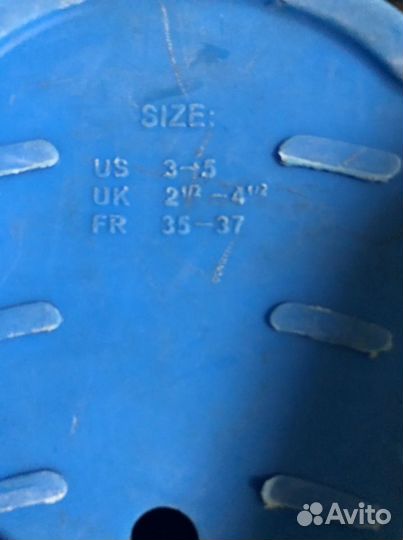 SIZE:
US 3-5
UK 2 1/2 - 4 1/2
FR 35-37
Avito